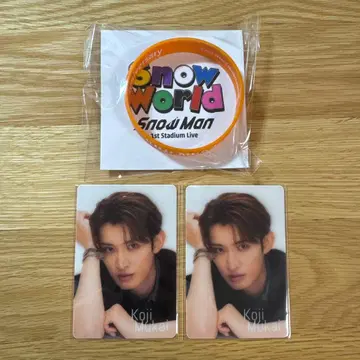 Snow
World
Snow Man
1st Stadium Live
Koji
Mukai
Koji
Mukai